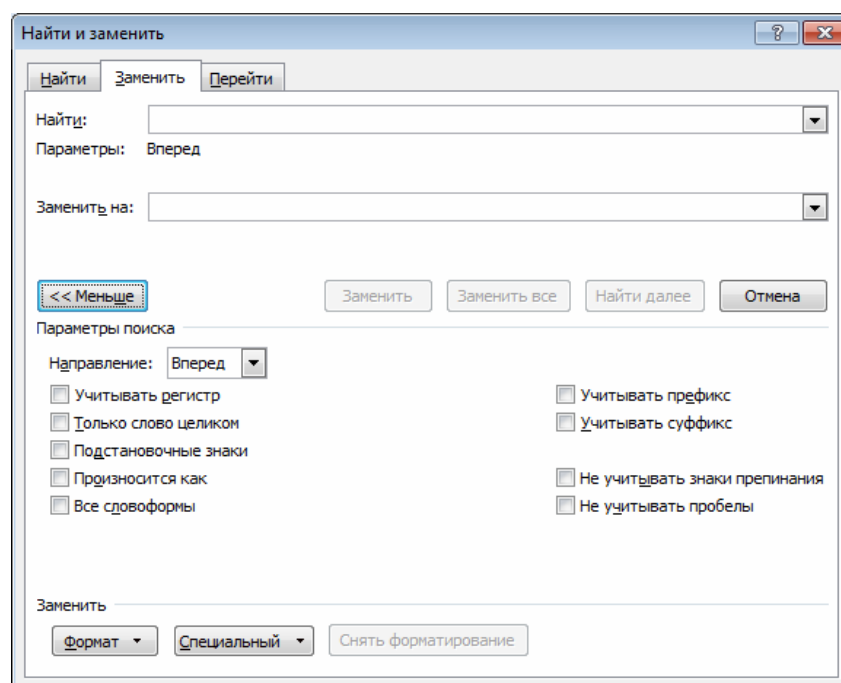 Найти и заменить
Найти Заменить Перейти
Найти:
Параметры: Вперед
Заменить на:
<< Меньше Заменить Заменить все Найти далее Отмена
Параметры поиска
Направление: Вперед
Учитывать регистр Учитывать префикс
Только слово целиком Учитывать суффикс
Подстановочные знаки
Произносится как Не учитывать знаки препинания
Все словоформы Не учитывать пробелы
Заменить
Формат Специальный Снять форматирование